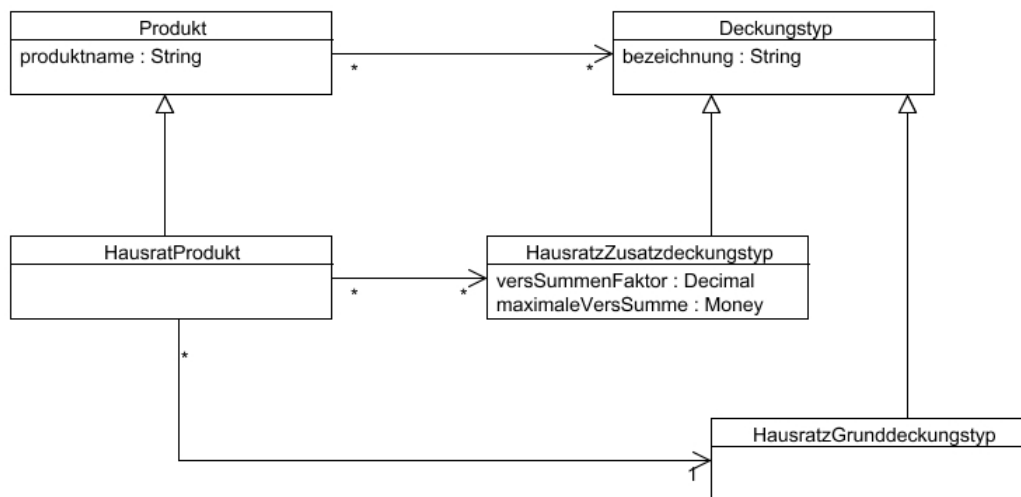 Produkt
produktname : String
Deckungstyp
bezeichnung : String
*
*
HausratProdukt
HausratzZusatzdeckungstyp
versSummenFaktor : Decimal
maximaleVersSumme : Money
*
*
*
HausratzGrunddeckungstyp
1